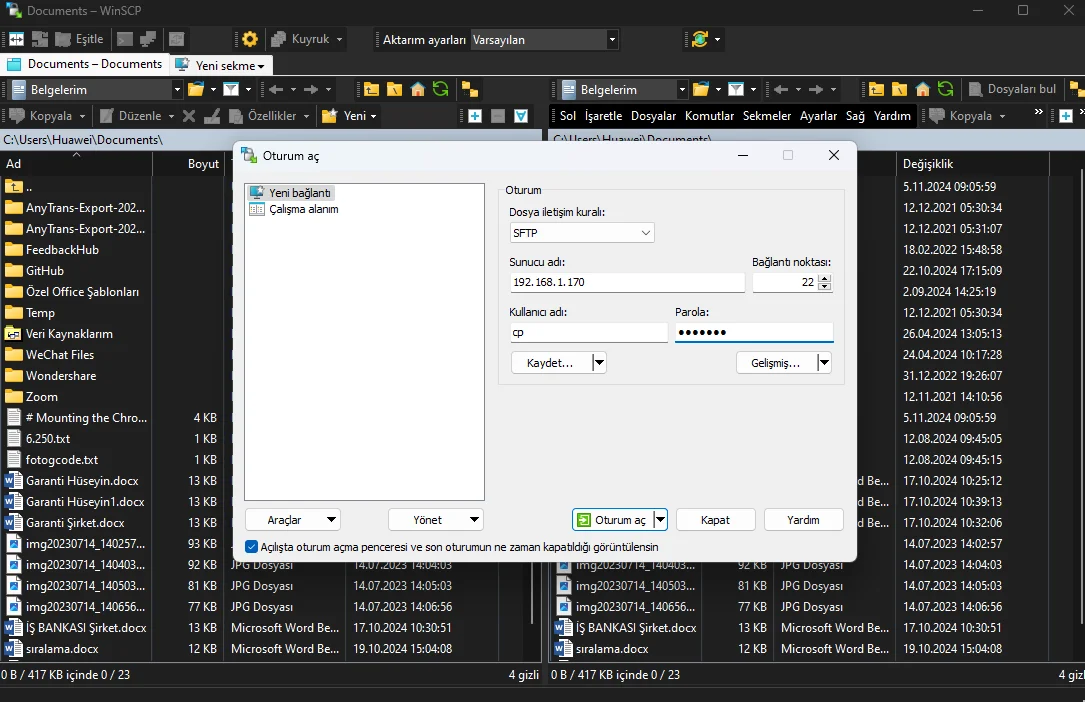 Documents – WinSCP
Eşitle
Kuyruk
Aktarım ayarları Varsayılan
Documents – Documents
Yeni sekme
Belgelerim
Belgelerim
Dosyaları bul
Kopyala
Düzenle
Özellikler
Yeni
Sol İşaretle Dosyalar Komutlar Sekmeler Ayarlar Sağ Yardım
Kopyala
C:\Users\Huawei\Documents\
C:\Users\Huawei\Documents\
Ad
Boyut
Değişiklik
..
5.11.2024 09:05:59
AnyTrans-Export-202...
12.12.2021 05:30:34
AnyTrans-Export-202...
12.12.2021 05:31:07
FeedbackHub
18.02.2022 15:48:58
GitHub
22.10.2024 17:15:09
Özel Office Şablonları
2.09.2024 14:25:19
Temp
12.12.2021 05:30:34
Veri Kaynaklarım
26.04.2024 13:05:13
WeChat Files
24.04.2024 10:17:28
Wondershare
31.12.2022 19:26:07
Zoom
12.11.2021 14:10:56
# Mounting the Chro...
4 KB
5.11.2024 09:05:59
6.250.txt
1 KB
12.08.2024 09:45:05
fotogcode.txt
1 KB
12.08.2024 09:45:15
Garanti Hüseyin.docx
13 KB
d Be...
17.10.2024 10:25:12
Garanti Hüseyin1.docx
13 KB
d Be...
17.10.2024 10:39:13
Garanti Şirket.docx
13 KB
d Be...
17.10.2024 10:32:06
img20230714_140257...
93 KB
14.07.2023 14:02:57
img20230714_140403...
92 KB
JPG Dosyası
14.07.2023 14:04:03
img20230714_140403...
92 KB
JPG Dosyası
14.07.2023 14:04:03
img20230714_140503...
81 KB
JPG Dosyası
14.07.2023 14:05:03
img20230714_140503...
81 KB
JPG Dosyası
14.07.2023 14:05:03
img20230714_140656...
77 KB
JPG Dosyası
14.07.2023 14:06:56
img20230714_140656...
77 KB
JPG Dosyası
14.07.2023 14:06:56
İŞ BANKASI Şirket.docx
13 KB
Microsoft Word Be...
17.10.2024 10:30:51
İŞ BANKASI Şirket.docx
13 KB
Microsoft Word Be...
17.10.2024 10:30:51
sıralama.docx
12 KB
Microsoft Word Be...
19.10.2024 15:04:08
sıralama.docx
12 KB
Microsoft Word Be...
19.10.2024 15:04:08
0 B / 417 KB içinde 0 / 23
4 gizli
0 B / 417 KB içinde 0 / 23
4 gizli
Oturum aç
Yeni bağlantı
Çalışma alanım
Oturum
Dosya iletişim kuralı:
SFTP
Sunucu adı:
Bağlantı noktası:
192.168.1.170
22
Kullanıcı adı:
Parola:
cp
●●●●●●●
Kaydet...
Gelişmiş...
Araçlar
Yönet
Oturum aç
Kapat
Yardım
Açılışta oturum açma penceresi ve son oturumun ne zaman kapatıldığı görüntülensin